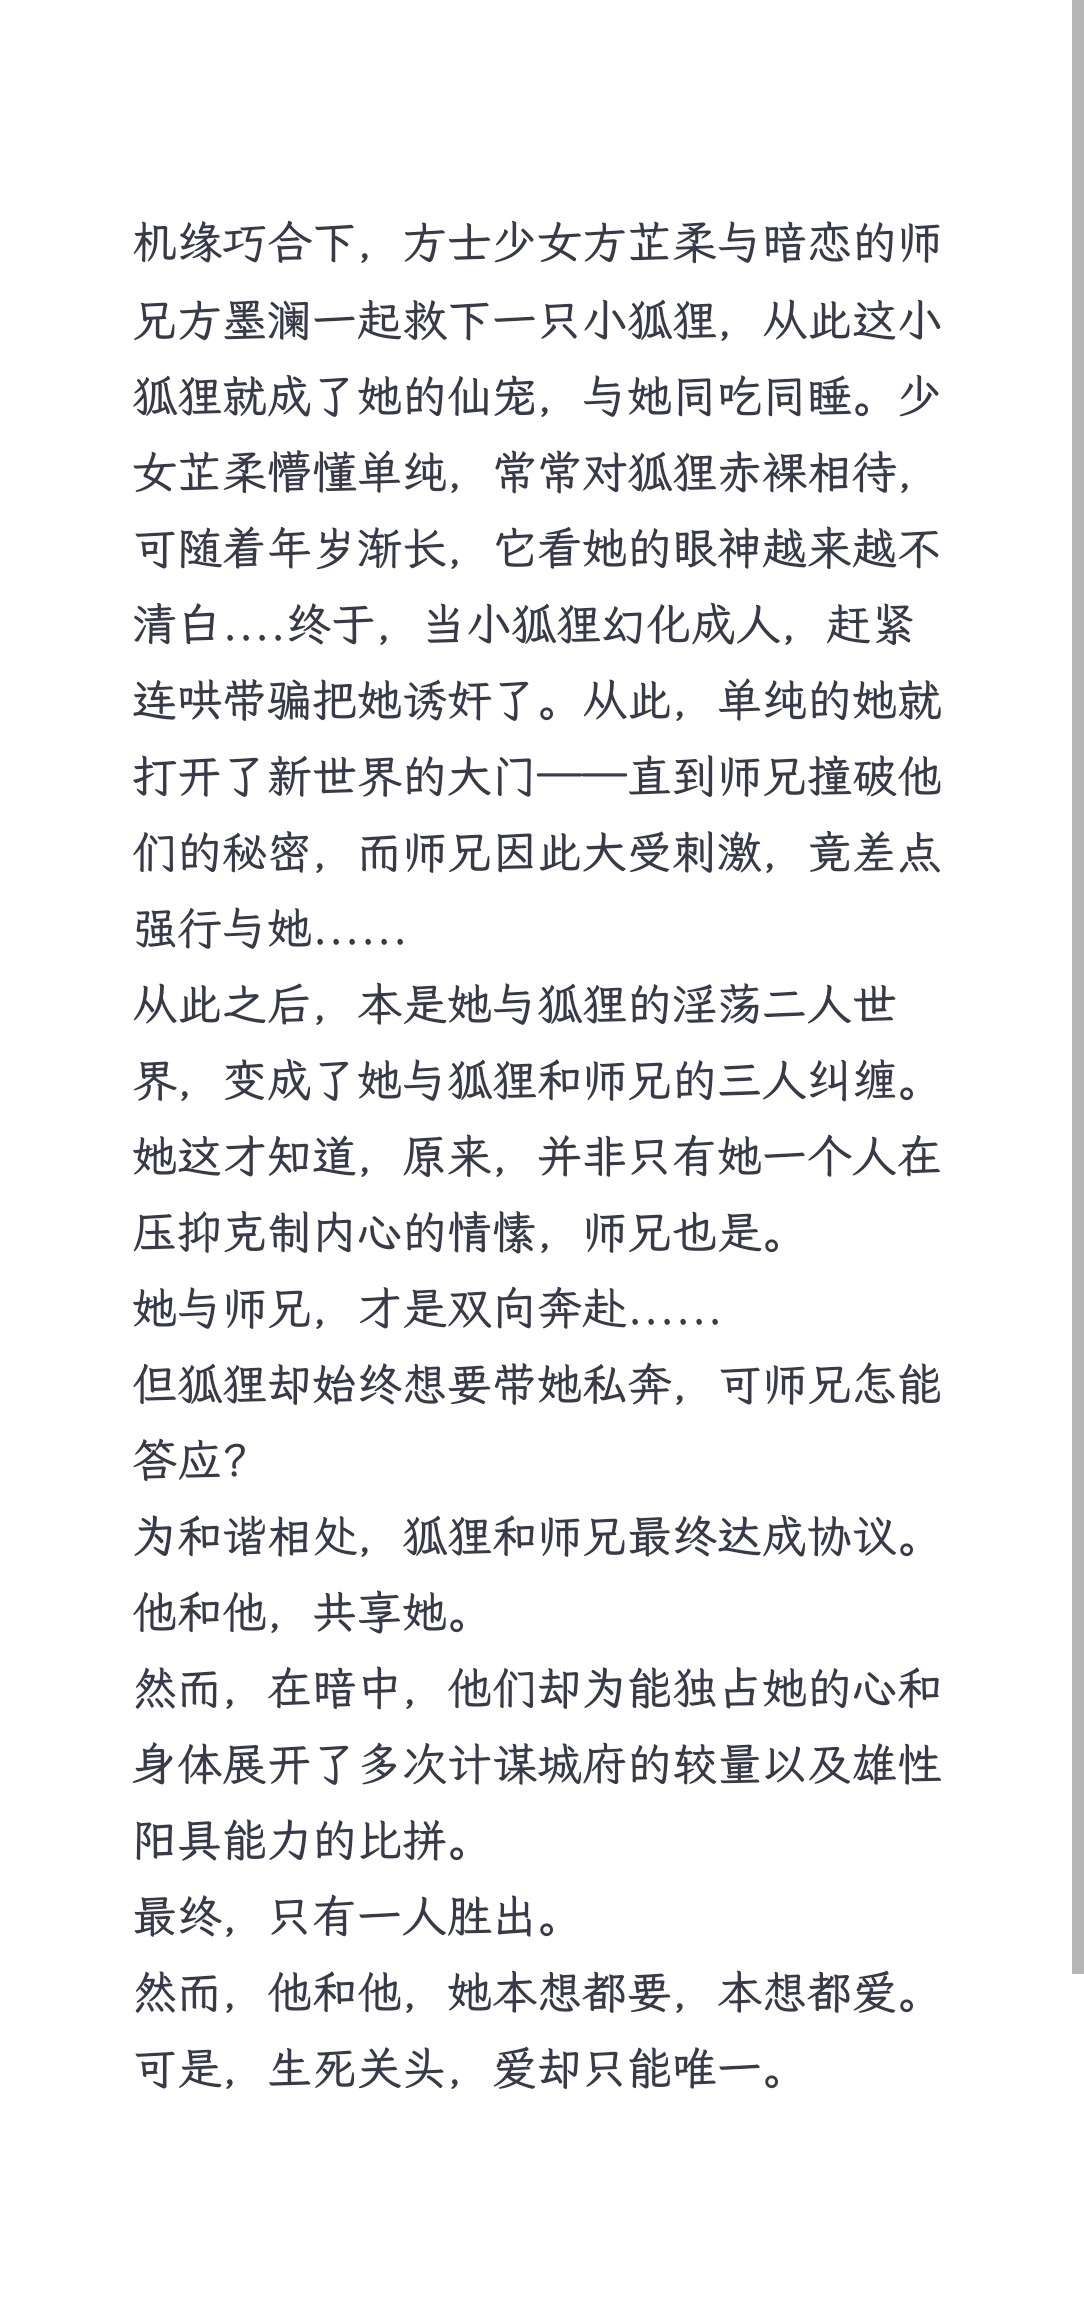 机缘巧合下，方士少女方芷柔与暗恋的师
兄方墨澜一起救下一只小狐狸，从此这小
狐狸就成了她的仙宠，与她同吃同睡。少
女芷柔懵懂单纯，常常对狐狸赤裸相待，
可随着年岁渐长，它看她的眼神越来越不
清白....终于，当小狐狸幻化成人，赶紧
连哄带骗把她诱奸了。从此，单纯的她就
打开了新世界的大门——直到师兄撞破他
们的秘密，而师兄因此大受刺激，竟差点
强行与她……
从此之后，本是她与狐狸的淫荡二人世
界，变成了她与狐狸和师兄的三人纠缠。
她这才知道，原来，并非只有她一个人在
压抑克制内心的情愫，师兄也是。
她与师兄，才是双向奔赴……
但狐狸却始终想要带她私奔，可师兄怎能
答应？
为和谐相处，狐狸和师兄最终达成协议。
他和他，共享她。
然而，在暗中，他们却为能独占她的心和
身体展开了多次计谋城府的较量以及雄性
阳具能力的比拼。
最终，只有一人胜出。
然而，他和他，她本想都要，本想都爱。
可是，生死关头，爱却只能唯一。